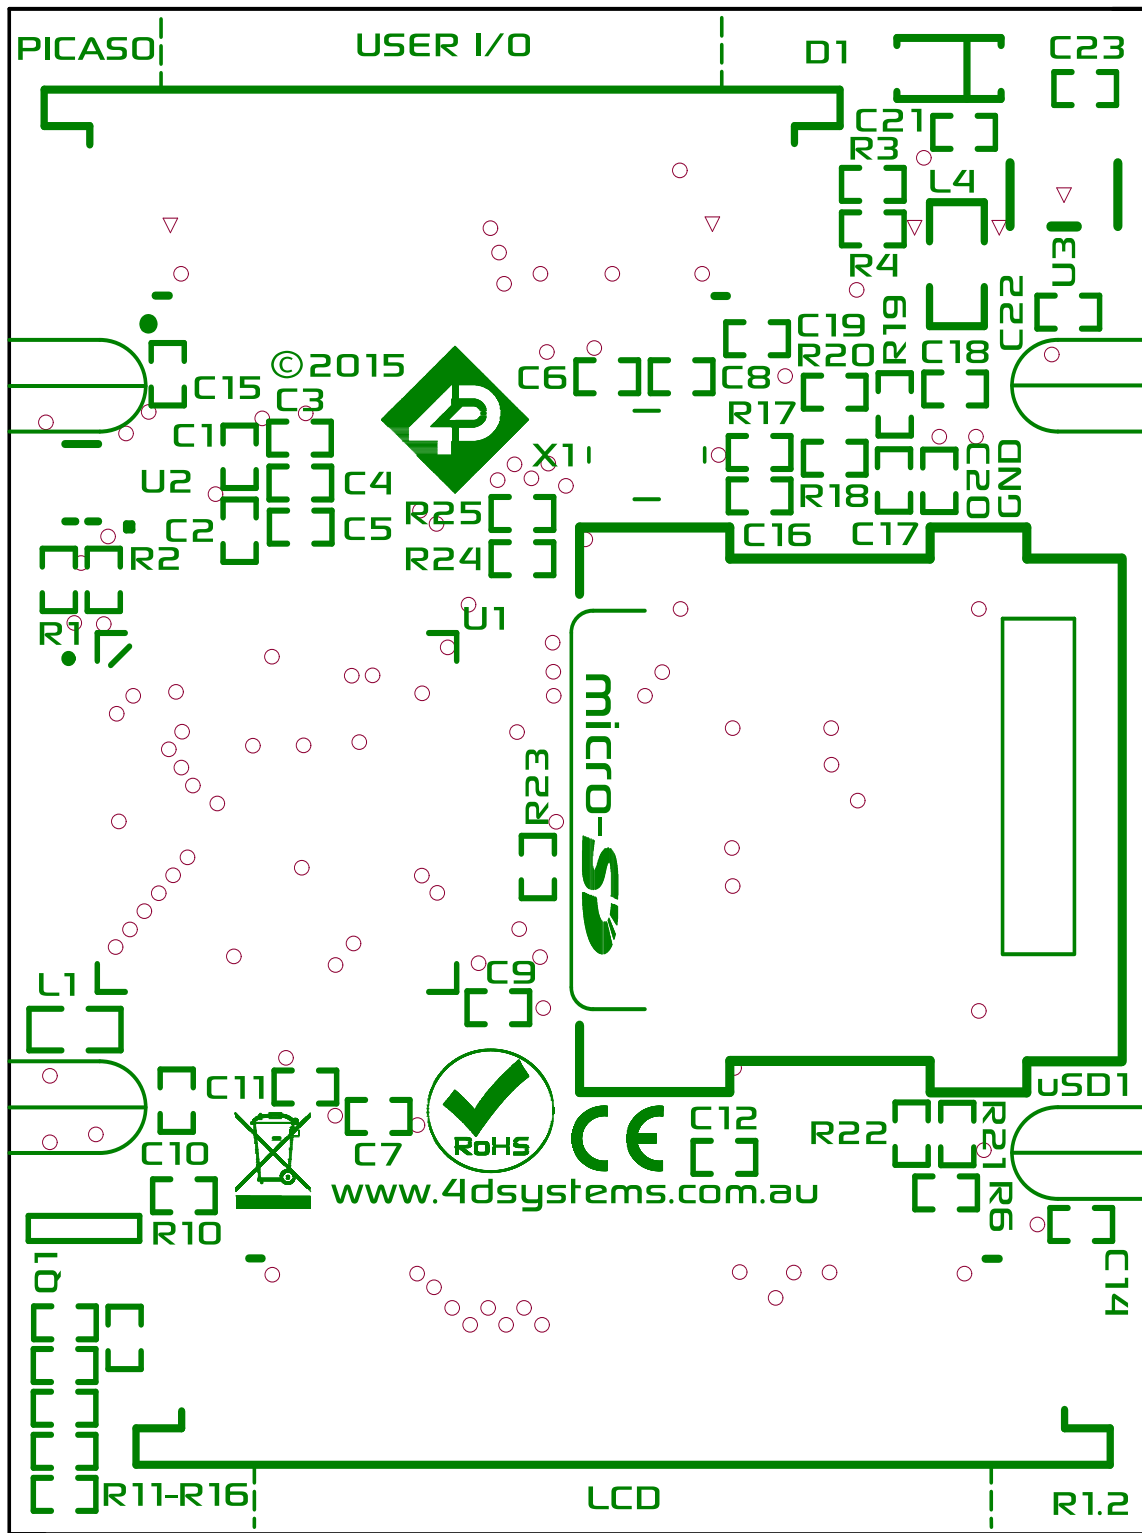 PICASO
USER I/O
D1
C23
C21
R3
L4
R4
U3
C22
R19
C19
R20
C18
©2015
C15
C3
C6
C8
R17
C1
X1
U2
C4
R18
C20
GND
R25
C2
C5
C16
C17
R24
R2
R1
U1
micro-SD
R23
C9
L1
C11
uSD1
C12
R22
R21
RoHS
CE
C10
C7
www.4dsystems.com.au
R6
R10
Q1
C14
R11-R16
LCD
R1.2